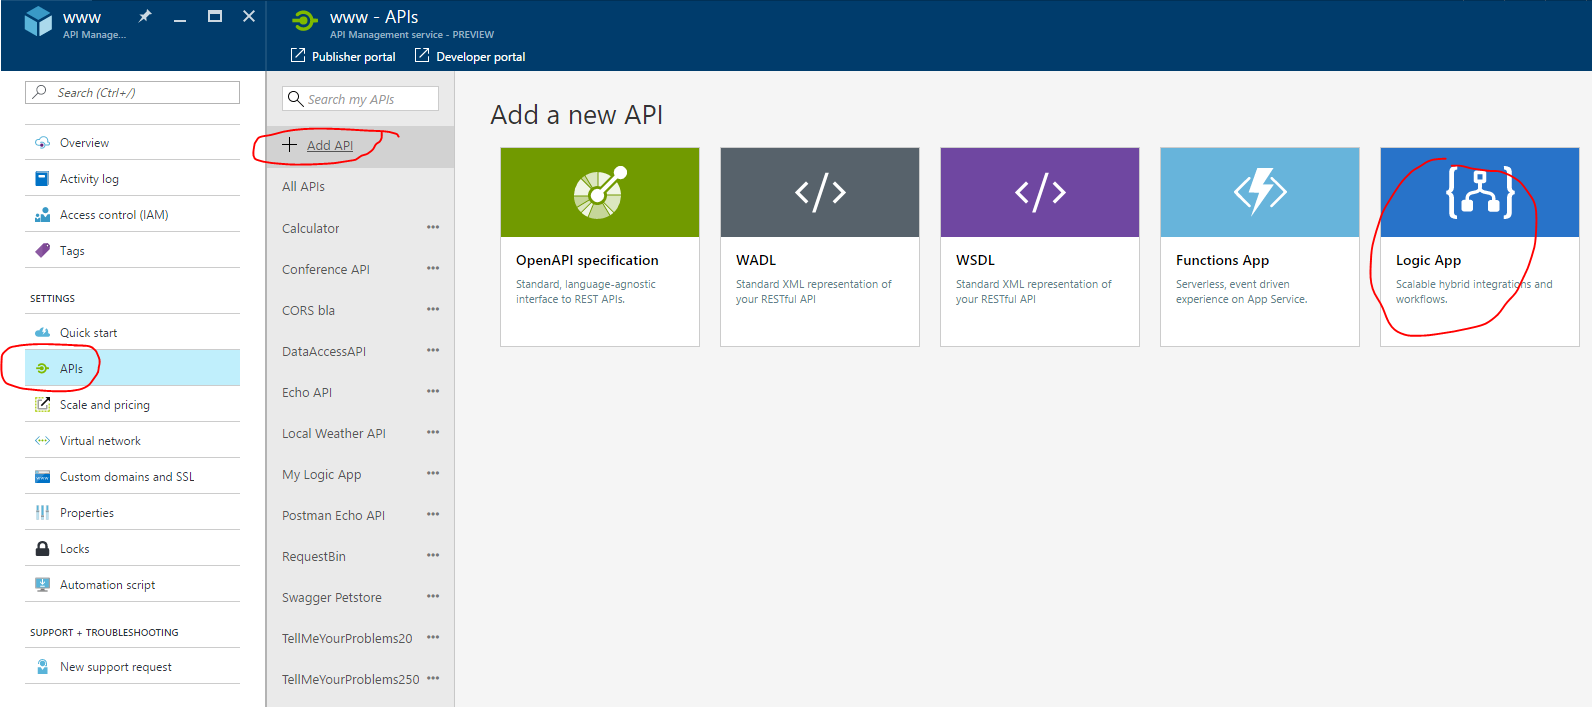 www
API Manage...
www - APIs
API Management service - PREVIEW
Publisher portal
Developer portal
Search (Ctrl+/)
Overview
Activity log
Access control (IAM)
Tags
SETTINGS
Quick start
APIs
Scale and pricing
Virtual network
Custom domains and SSL
Properties
Locks
Automation script
SUPPORT + TROUBLESHOOTING
New support request
Search my APIs
Add API
All APIs
Calculator
Conference API
CORS bla
DataAccessAPI
Echo API
Local Weather API
My Logic App
Postman Echo API
RequestBin
Swagger Petstore
TellMeYourProblems20
TellMeYourProblems250
Add a new API
OpenAPI specification
Standard, language-agnostic
interface to REST APIs.
WADL
Standard XML representation of
your RESTful API
WSDL
Standard XML representation of
your RESTful API
Functions App
Serverless, event driven
experience on App Service.
Logic App
Scalable hybrid integrations and
workflows.